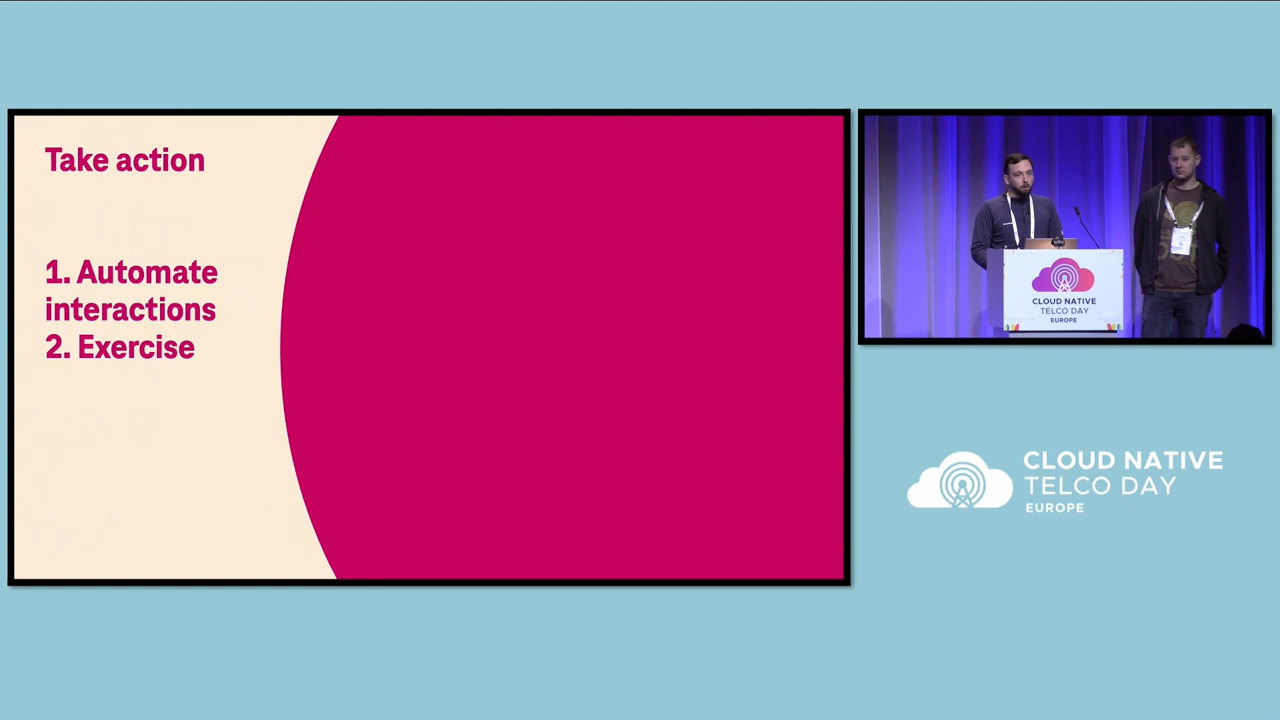 Take action
1. Automate
interactions
2. Exercise
CLOUD NATIVE
TELCO DAY
EUROPE
CLOUD NATIVE
TELCO DAY
EUROPE